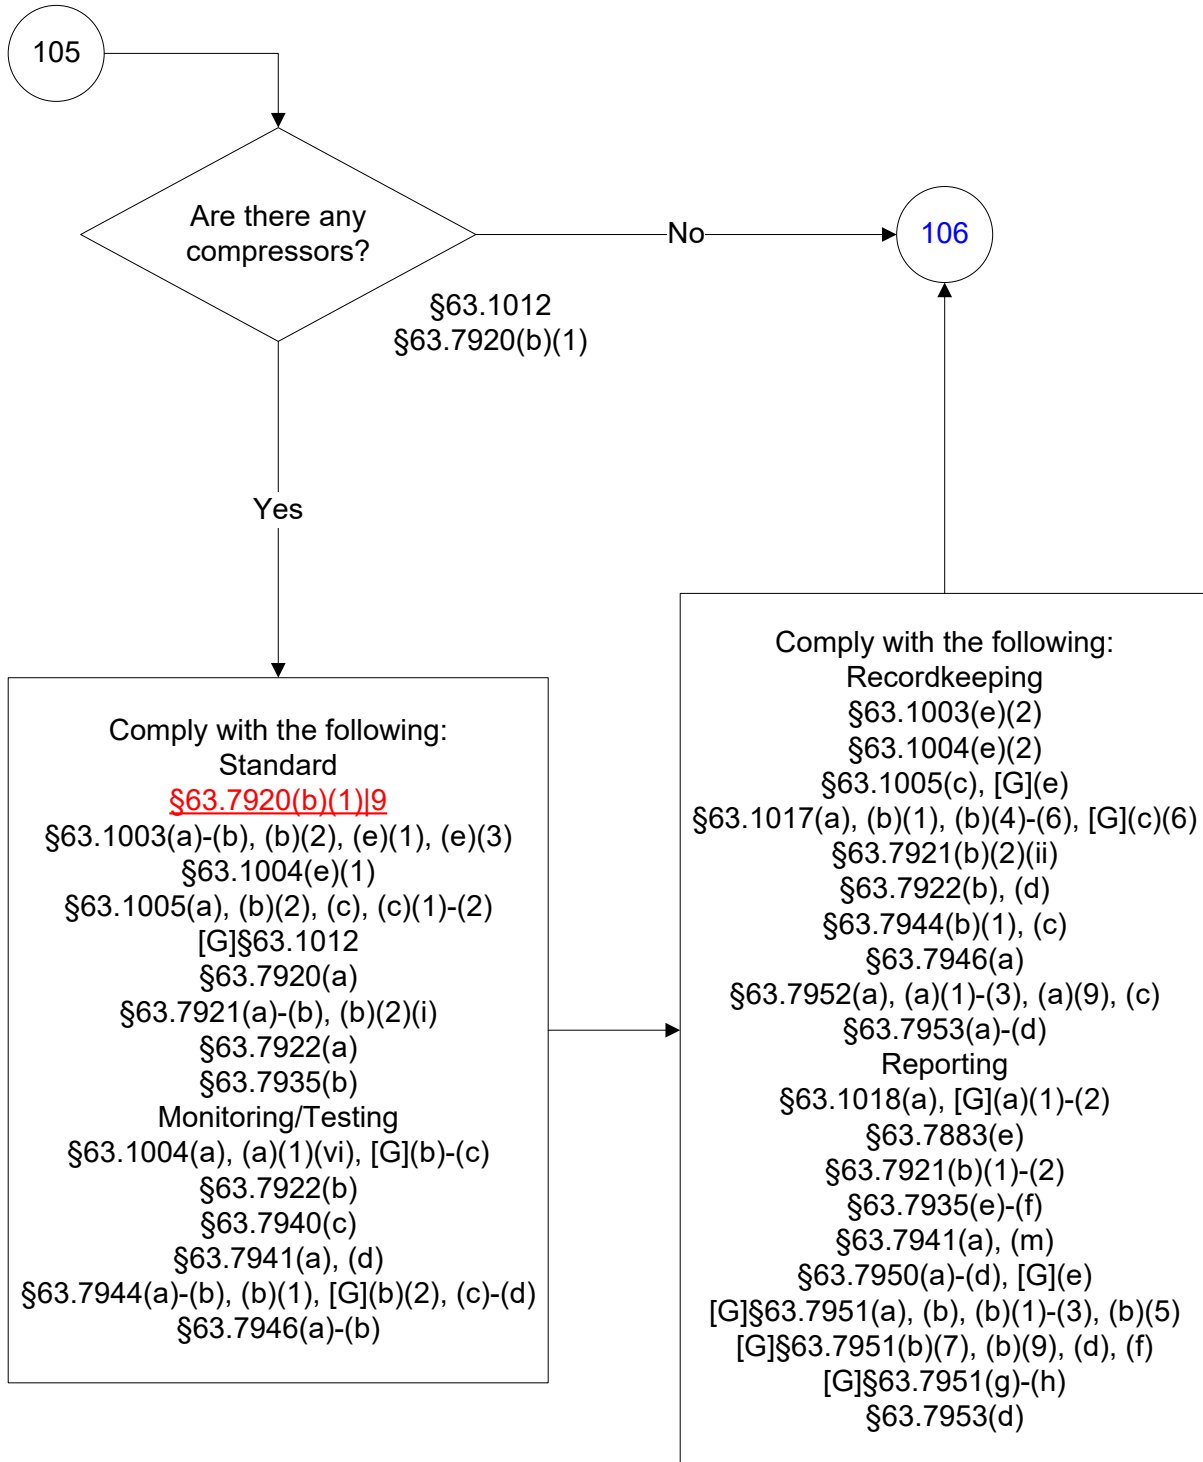 105
Are there any
compressors?
No
106
§63.1012
§63.7920(b)(1)
Yes
Comply with the following:
Standard
§63.7920(b)(1)|9
§63.1003(a)-(b), (b)(2), (e)(1), (e)(3)
§63.1004(e)(1)
§63.1005(a), (b)(2), (c), (c)(1)-(2)
[G]§63.1012
§63.7920(a)
§63.7921(a)-(b), (b)(2)(i)
§63.7922(a)
§63.7935(b)
Monitoring/Testing
§63.1004(a), (a)(1)(vi), [G](b)-(c)
§63.7922(b)
§63.7940(c)
§63.7941(a), (d)
§63.7944(a)-(b), (b)(1), [G](b)(2), (c)-(d)
§63.7946(a)-(b)
Comply with the following:
Recordkeeping
§63.1003(e)(2)
§63.1004(e)(2)
§63.1005(c), [G](e)
§63.1017(a), (b)(1), (b)(4)-(6), [G](c)(6)
§63.7921(b)(2)(ii)
§63.7922(b), (d)
§63.7944(b)(1), (c)
§63.7946(a)
§63.7952(a), (a)(1)-(3), (a)(9), (c)
§63.7953(a)-(d)
Reporting
§63.1018(a), [G](a)(1)-(2)
§63.7883(e)
§63.7921(b)(1)-(2)
§63.7935(e)-(f)
§63.7941(a), (m)
§63.7950(a)-(d), [G](e)
[G]§63.7951(a), (b), (b)(1)-(3), (b)(5)
[G]§63.7951(b)(7), (b)(9), (d), (f)
[G]§63.7951(g)-(h)
§63.7953(d)